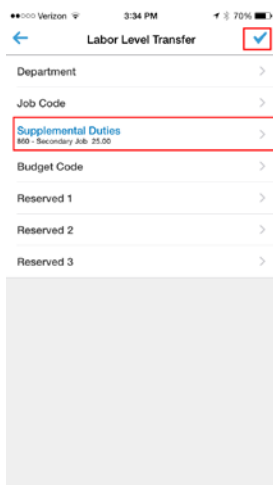 Verizon 3:34 PM 70%
Labor Level Transfer
Department
Job Code
Supplemental Duties
860 - Secondary Job 25.00
Budget Code
Reserved 1
Reserved 2
Reserved 3